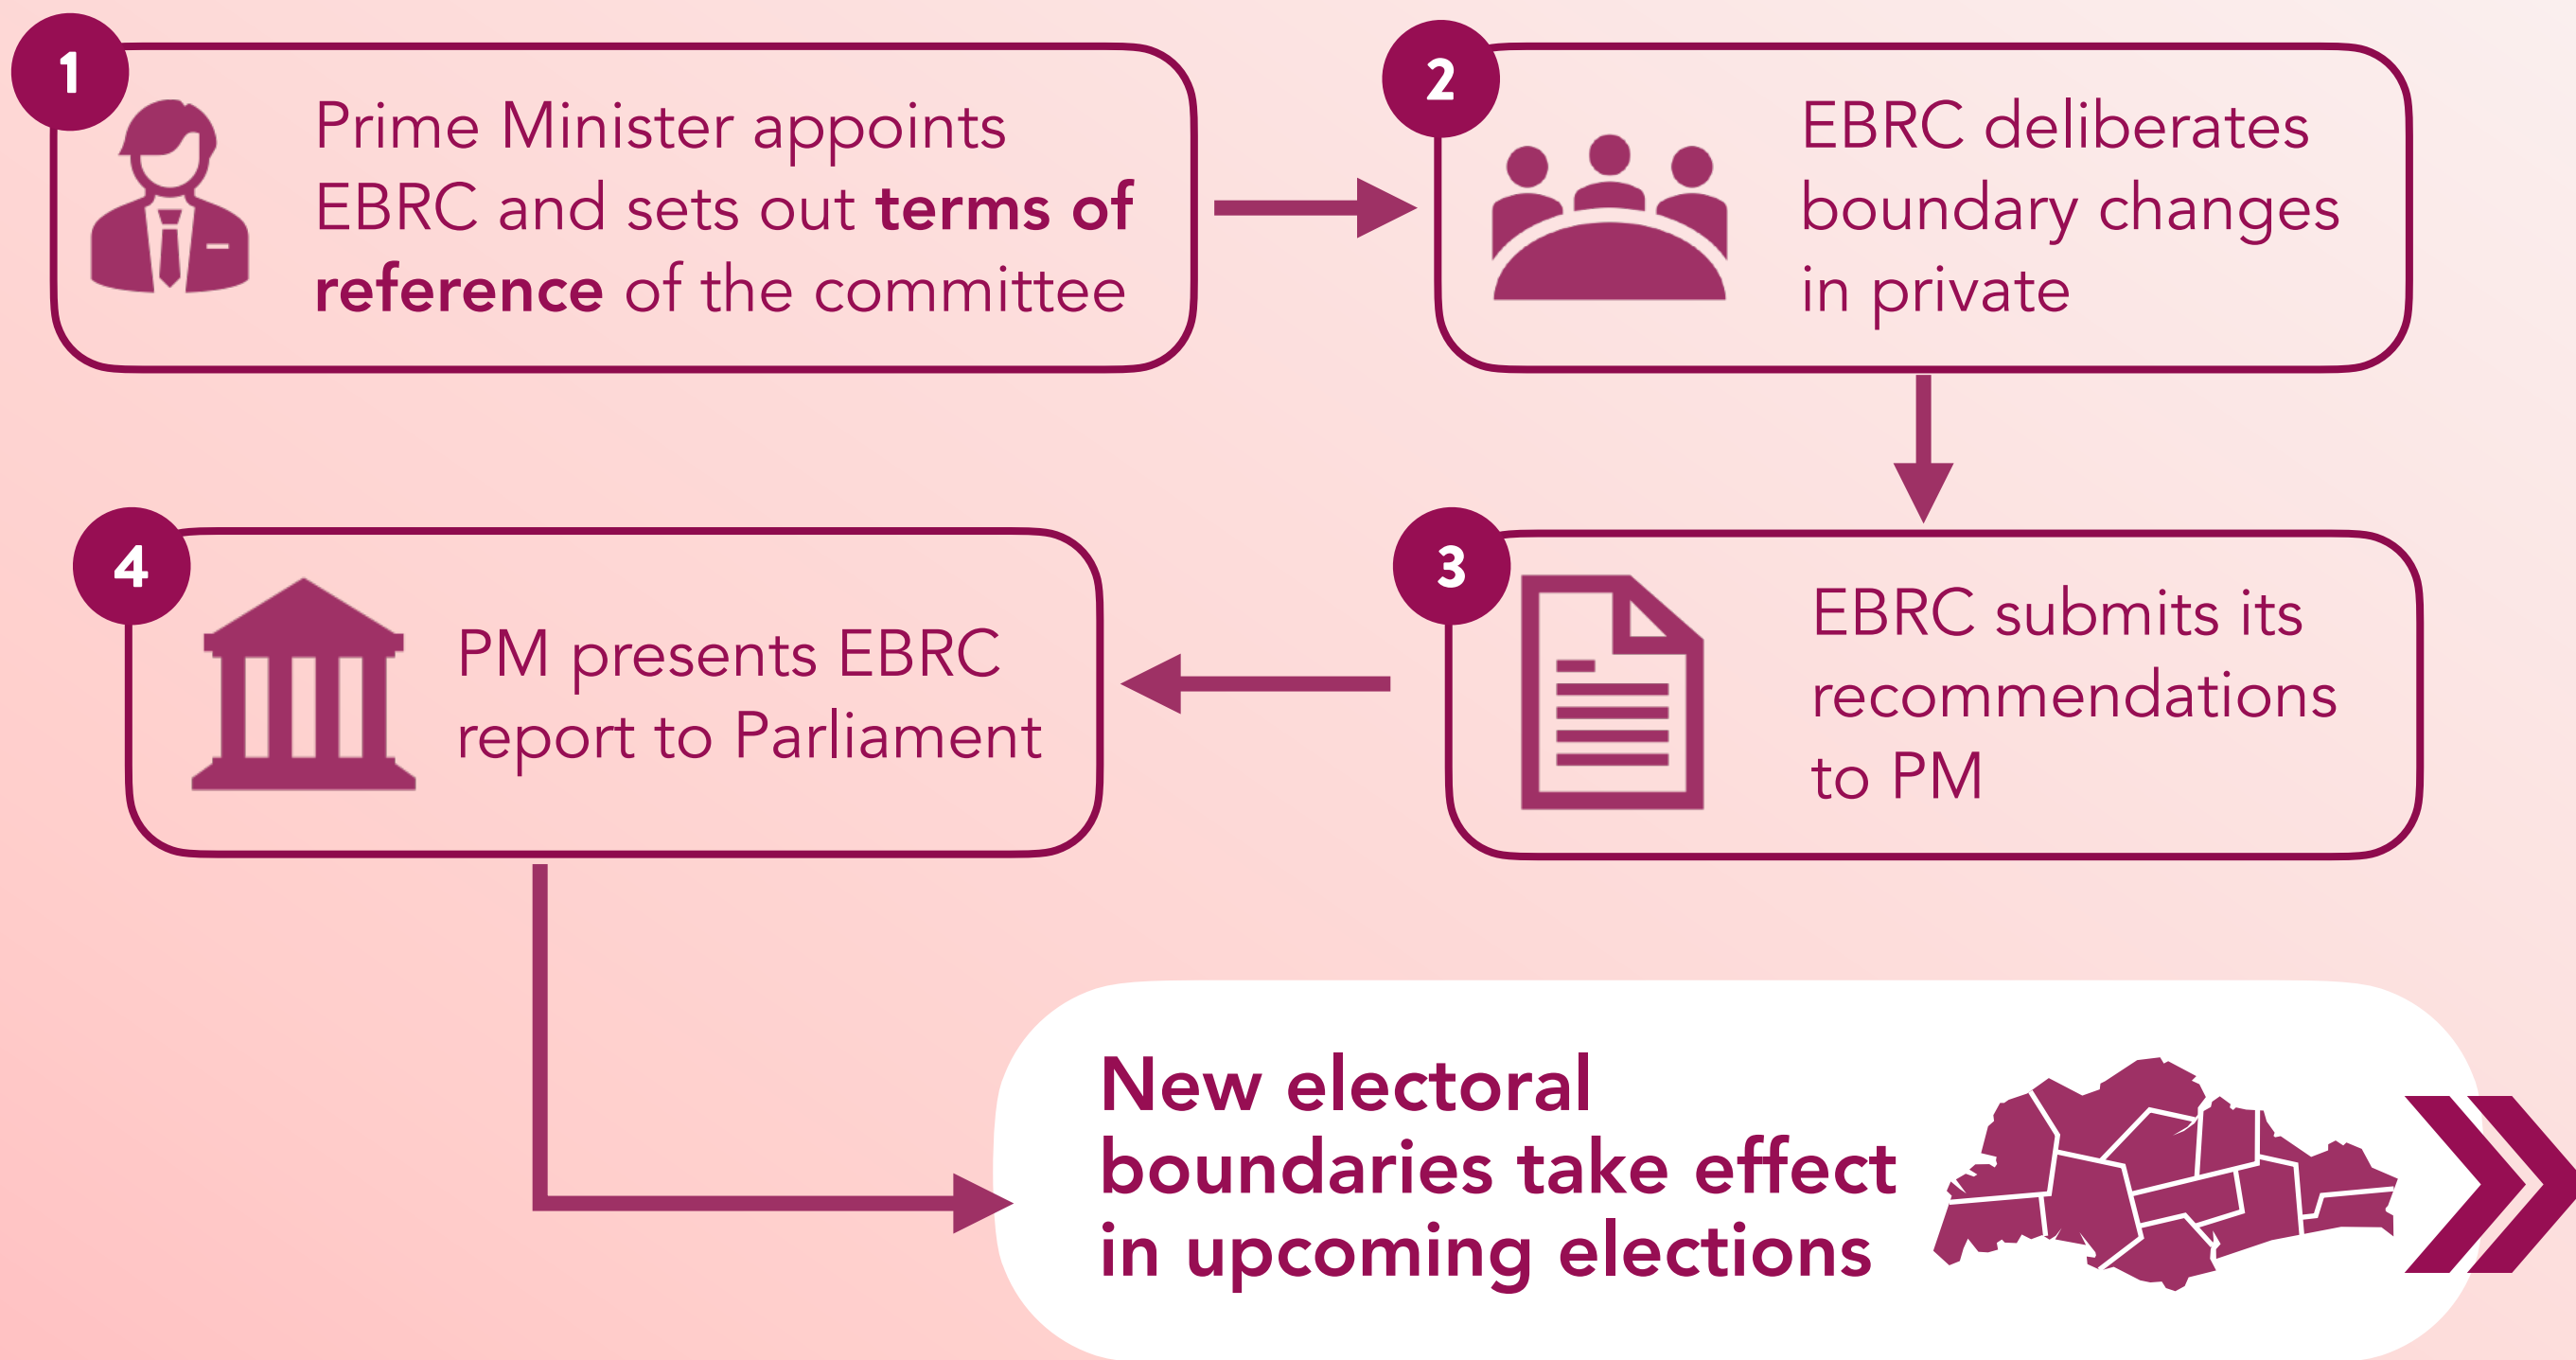 1
Prime Minister appoints
EBRC and sets out terms of
reference of the committee
2
EBRC deliberates
boundary changes
in private
3
EBRC submits its
recommendations
to PM
4
PM presents EBRC
report to Parliament
New electoral
boundaries take effect
in upcoming elections